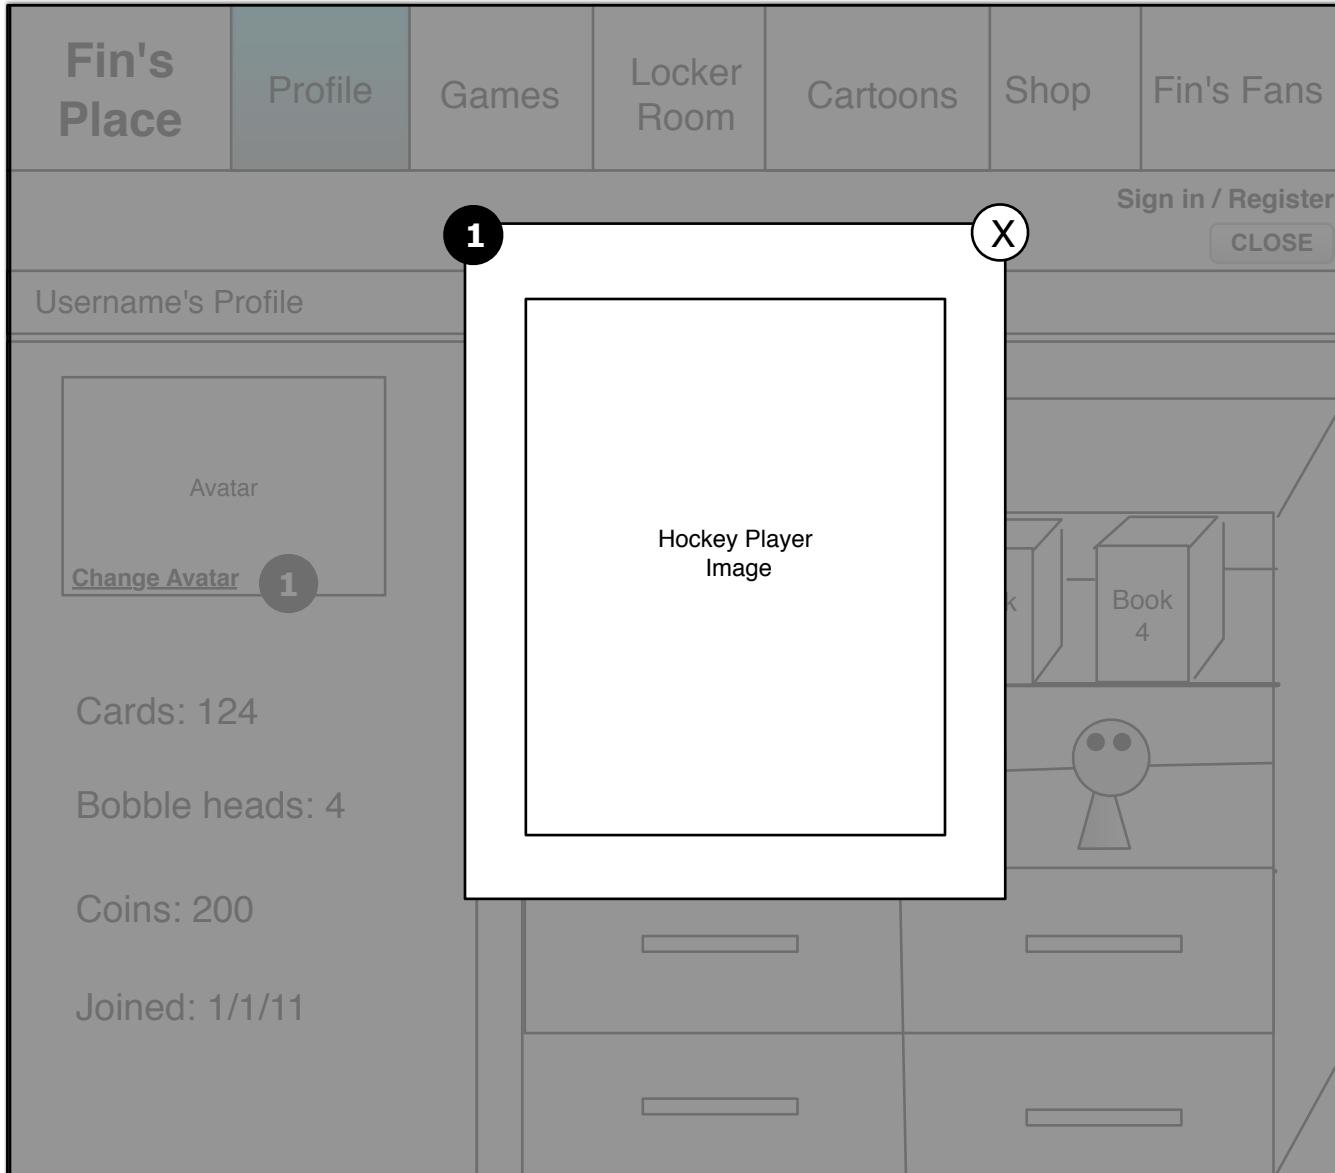 Fin's
Place
Profile
Games
Locker
Room
Cartoons
Shop
Fin's Fans
Sign in / Register
CLOSE
1
X
Username's Profile
Avatar
Change Avatar
1
Hockey Player
Image
k
Book
4
Cards: 124
Bobble heads: 4
Coins: 200
Joined: 1/1/11